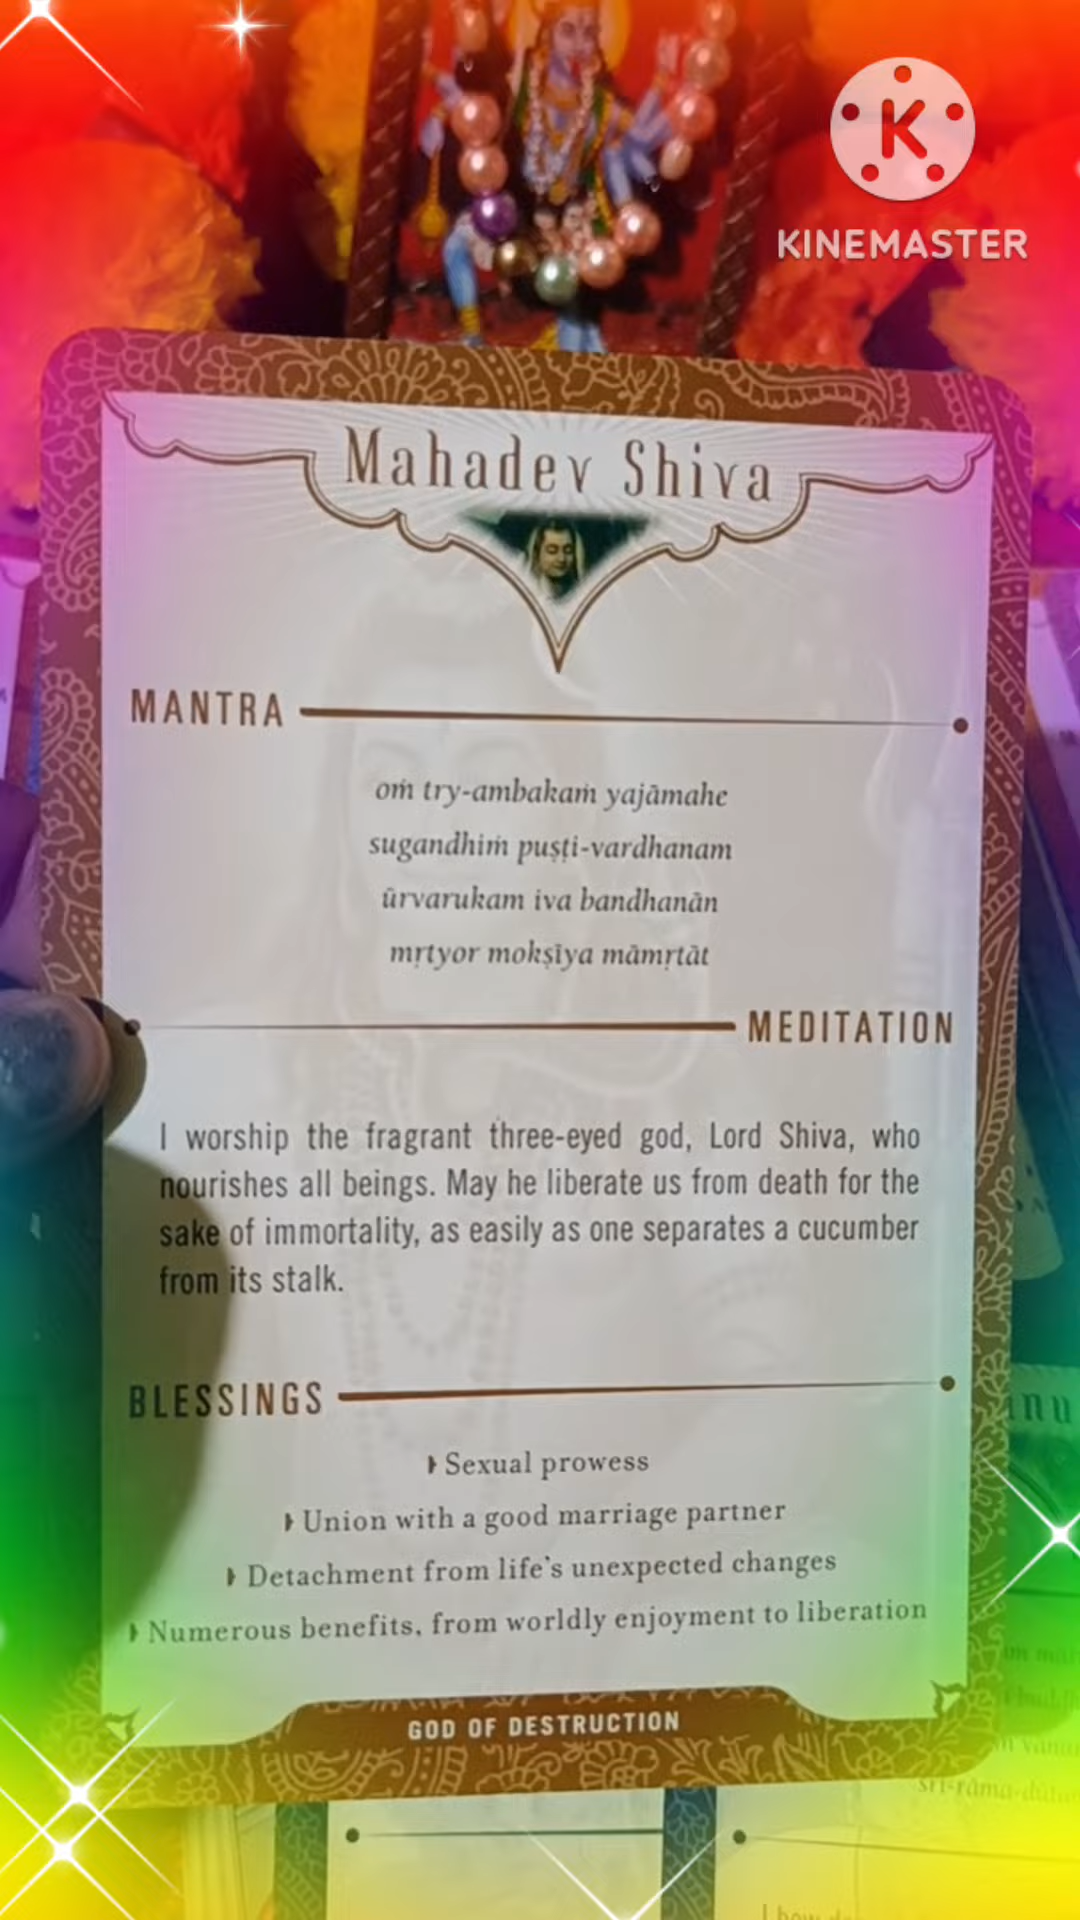 K
KINEMASTER
Mahadev Shiva
MANTRA
oṁ try-ambakaṁ yajāmahe
sugandhiṁ puṣṭi-vardhanam
ūrvarukam iva bandhanān
mṛtyor mokṣīya māmṛtāt
MEDITATION
I worship the fragrant three-eyed god, Lord Shiva, who
nourishes all beings. May he liberate us from death for the
sake of immortality, as easily as one separates a cucumber
from its stalk.
BLESSINGS
Sexual prowess
Union with a good marriage partner
Detachment from life's unexpected changes
Numerous benefits, from worldly enjoyment to liberation
GOD OF DESTRUCTION